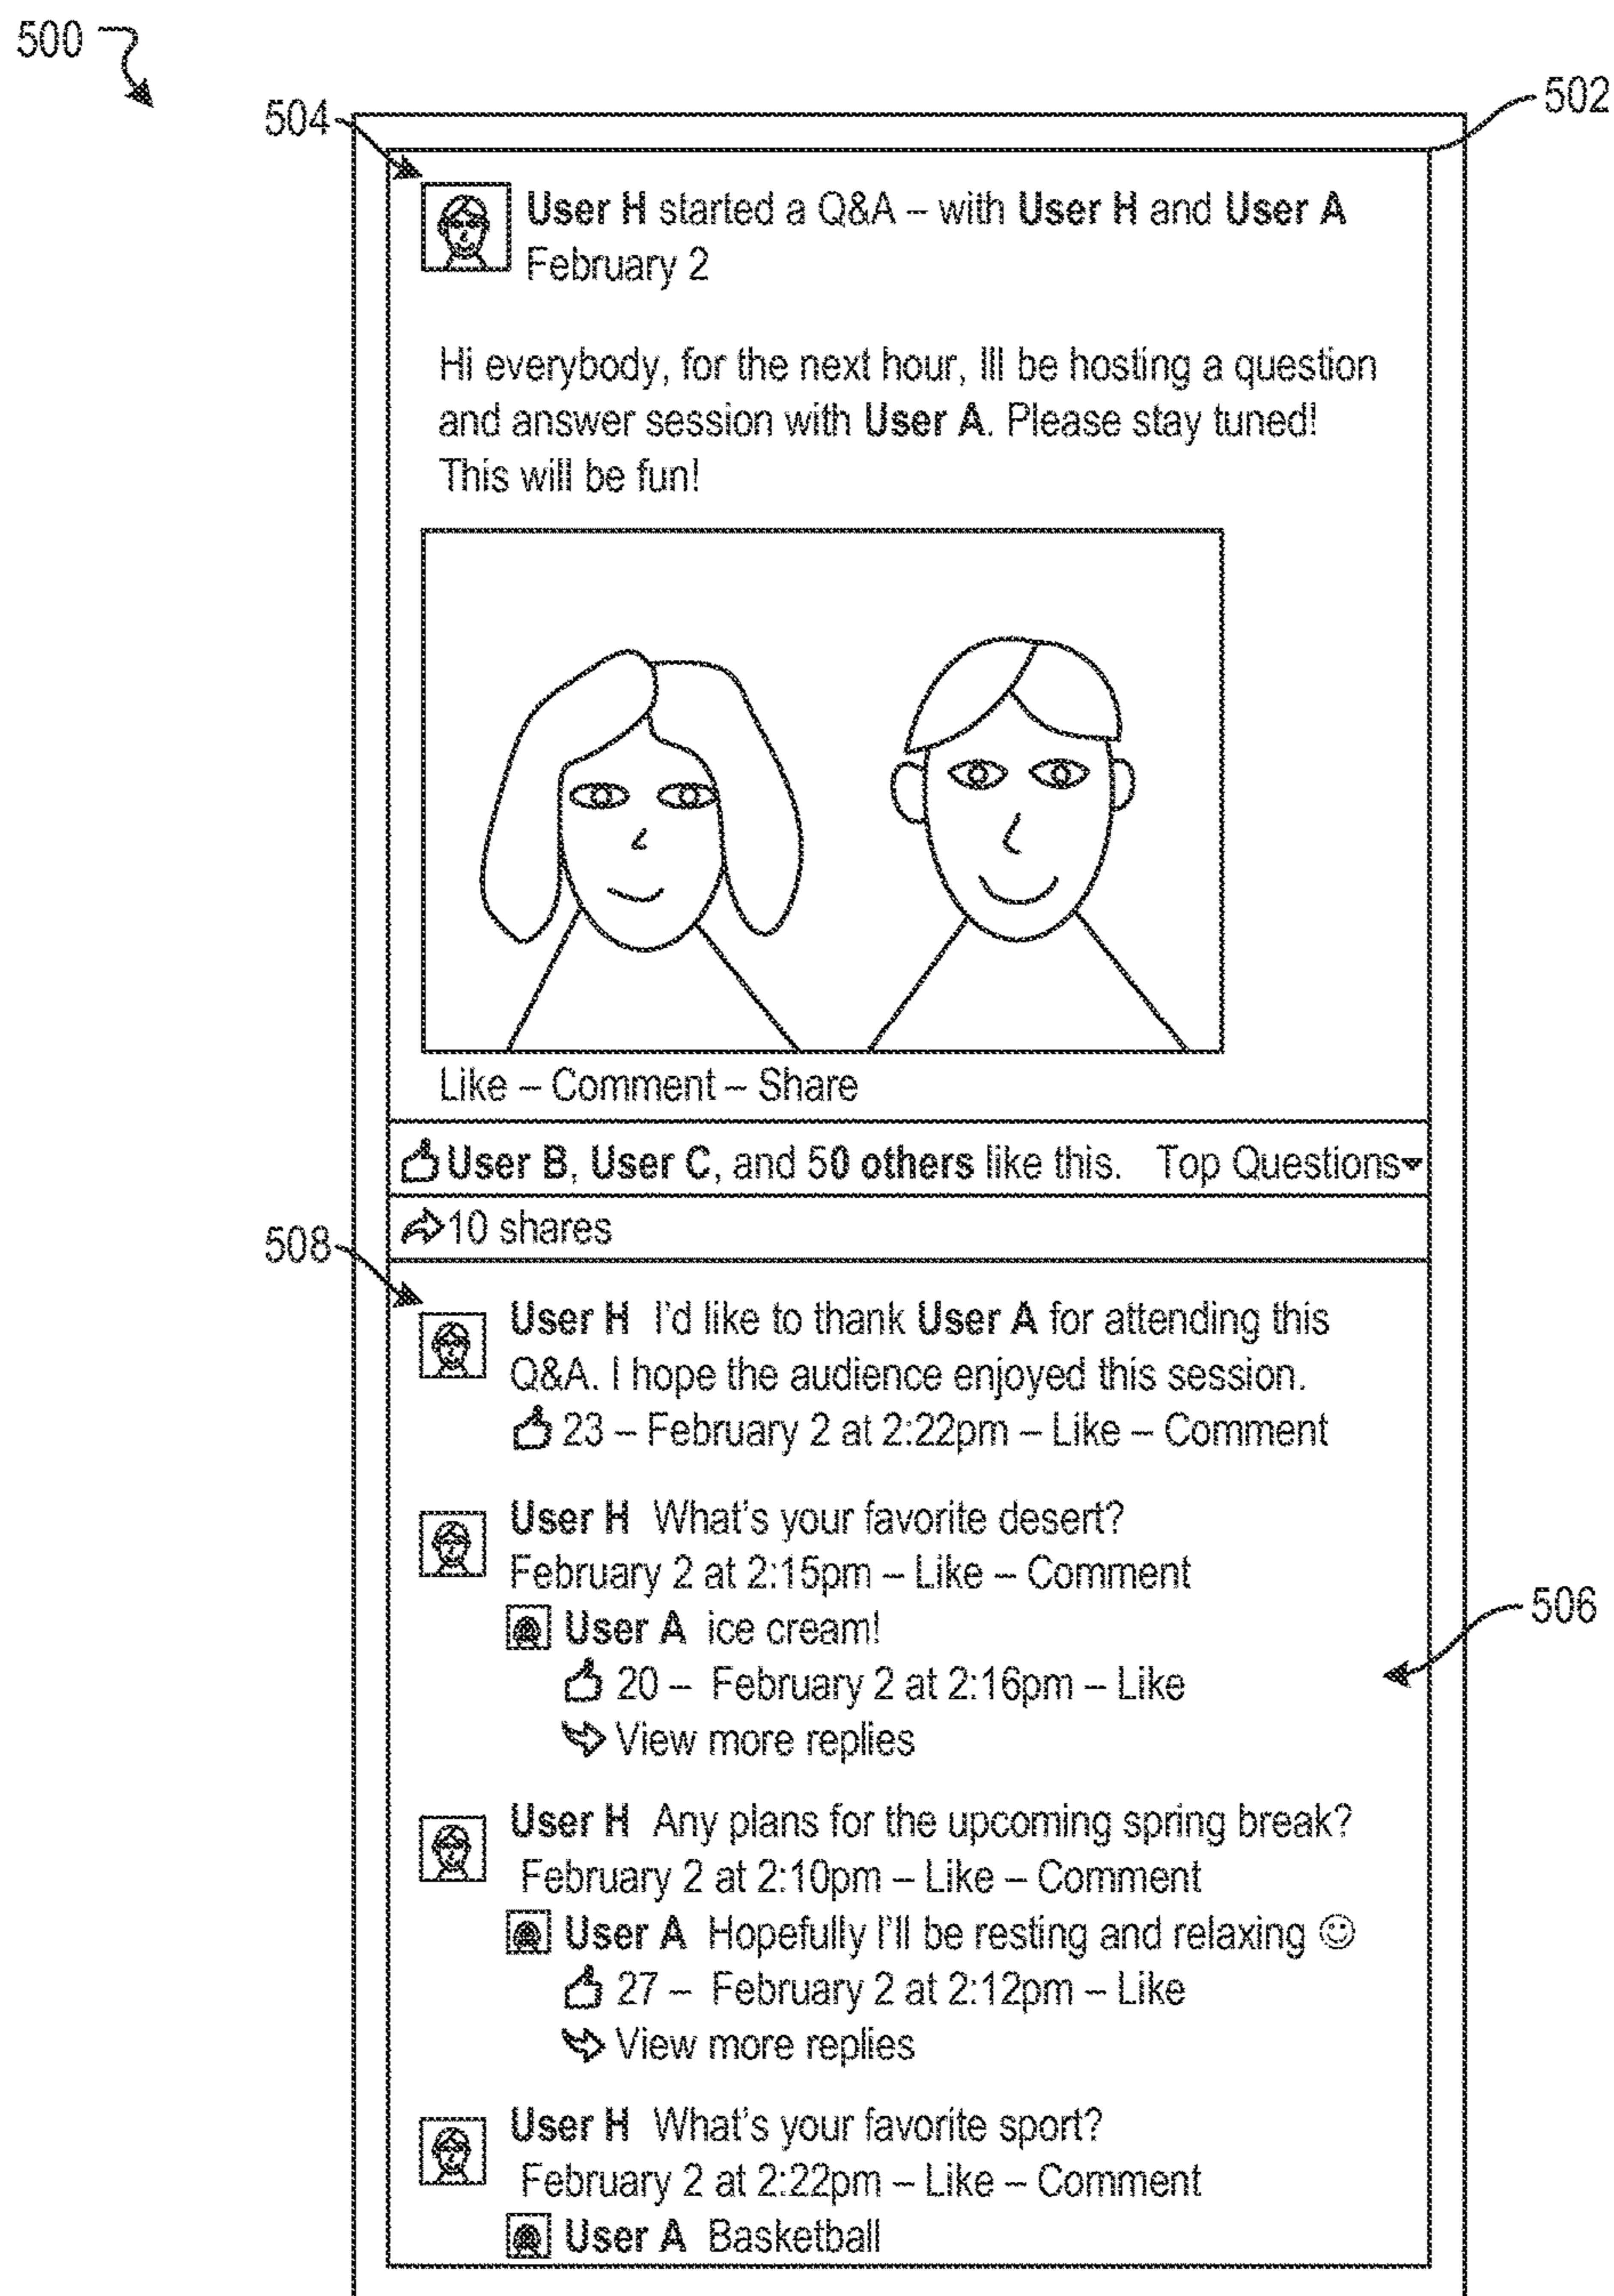 500
502
504
User H started a Q&A – with User H and User A
February 2
Hi everybody, for the next hour, Ill be hosting a question
and answer session with User A. Please stay tuned!
This will be fun!
Like – Comment – Share
User B, User C, and 50 others like this. Top Questions
10 shares
508
User H I'd like to thank User A for attending this
Q&A. I hope the audience enjoyed this session.
23 – February 2 at 2:22pm – Like – Comment
User H What's your favorite desert?
February 2 at 2:15pm – Like – Comment
506
User A ice cream!
20 – February 2 at 2:16pm – Like
View more replies
User H Any plans for the upcoming spring break?
February 2 at 2:10pm – Like – Comment
User A Hopefully I'll be resting and relaxing ☺
27 – February 2 at 2:12pm – Like
View more replies
User H What's your favorite sport?
February 2 at 2:22pm – Like – Comment
User A Basketball